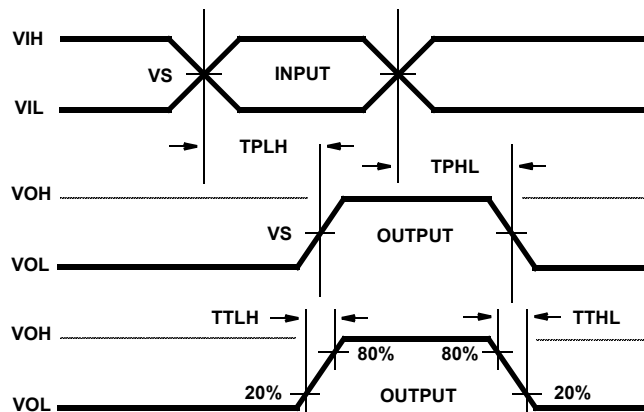 VIH
VS
INPUT
VIL
TPLH
TPHL
VOH
VS
OUTPUT
VOL
TTLH
TTHL
VOH
80%
80%
20%
OUTPUT
20%
VOL